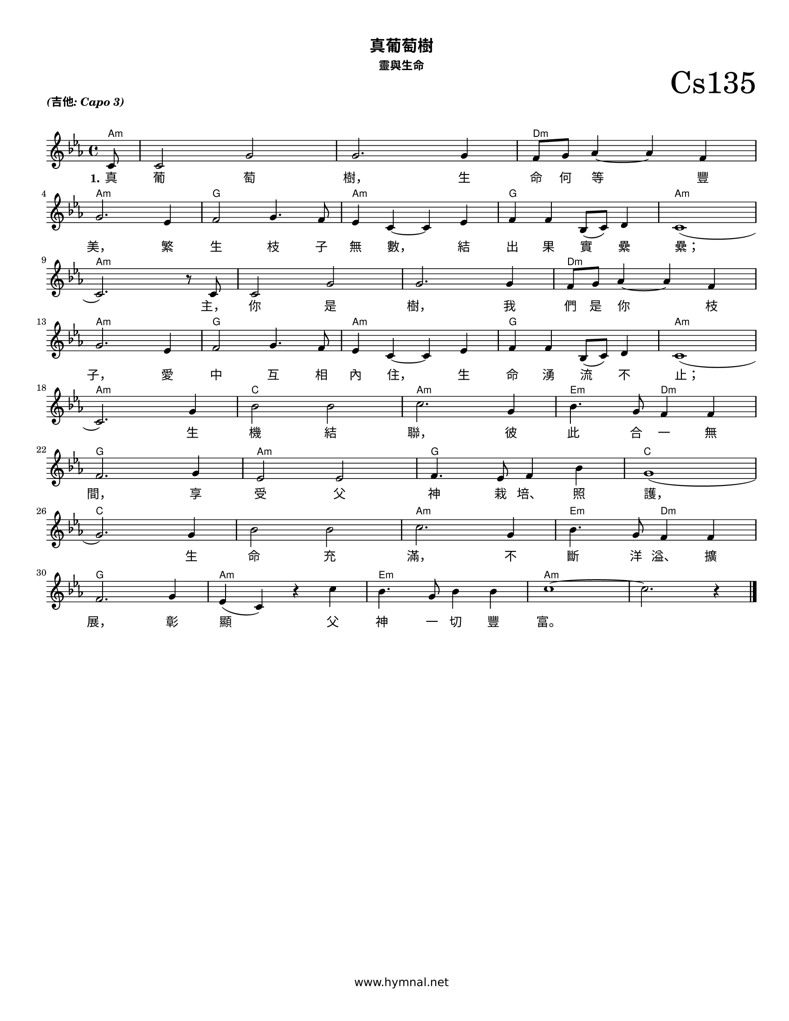 真葡萄樹
靈與生命
Cs135
(吉他: Capo 3)
Am Dm
1. 真 葡 萄 樹, 生 命 何 等 豐
4
Am G Am G Am
美, 繁 生 枝 子 無 數, 結 出 果 實 纍 纍;
9
Am Dm
主, 你 是 樹, 我 們 是 你 枝
13
Am G Am G Am
子, 愛 中 互 相 內 住, 生 命 湧 流 不 止;
18
Am C Am Em Dm
生 機 結 聯, 彼 此 合 一 無
22
G Am G C
間, 享 受 父 神 栽 培、 照 護,
26
C Am Em Dm
生 命 充 滿, 不 斷 洋 溢、 擴
30
G Am Em Am
展, 彰 顯 父 神 一 切 豐 富。
www.hymnal.net